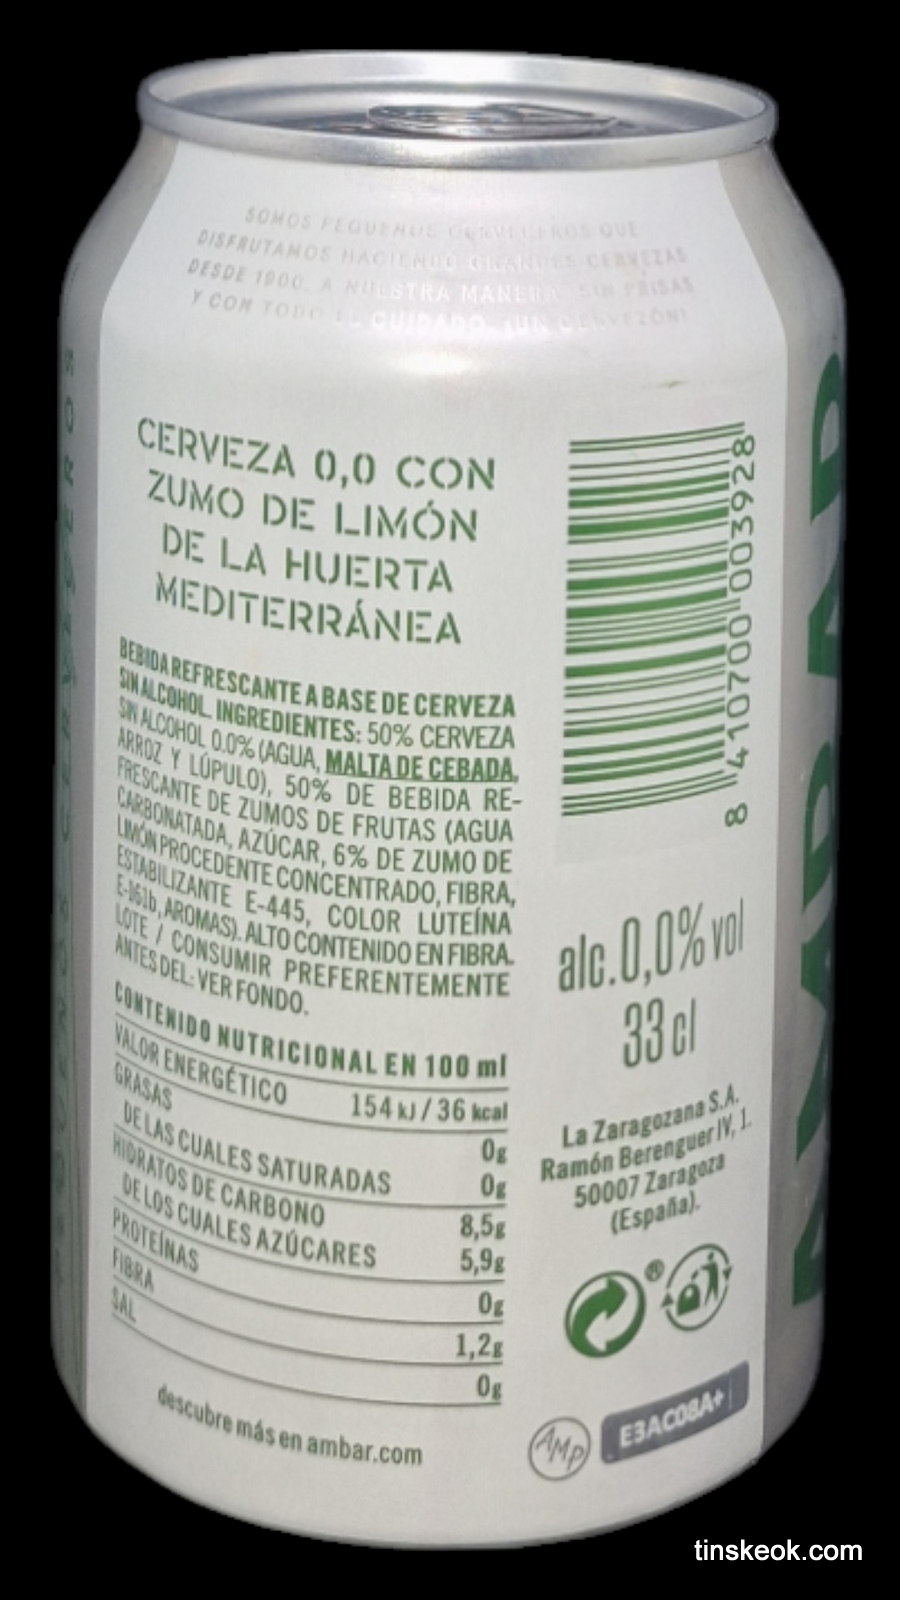 SOMOS PEQUEÑOS CERVECEROS QUE
DISFRUTAMOS HACIENDO GRANDES CERVEZAS
DESDE 1900. A NUESTRA MANERA, SIN PRISAS
Y CON TODO EL CUIDADO. ¡UN CERVEZÓN!
CERVEZA 0,0 CON
ZUMO DE LIMÓN
DE LA HUERTA
MEDITERRÁNEA
BEBIDA REFRESCANTE A BASE DE CERVEZA
SIN ALCOHOL. INGREDIENTES: 50% CERVEZA
SIN ALCOHOL 0.0% (AGUA, MALTA DE CEBADA,
ARROZ Y LÚPULO), 50% DE BEBIDA RE-
FRESCANTE DE ZUMOS DE FRUTAS (AGUA
CARBONATADA, AZÚCAR, 6% DE ZUMO DE
LIMÓN PROCEDENTE CONCENTRADO, FIBRA,
ESTABILIZANTE E-445, COLOR LUTEÍNA
E-161b, AROMAS). ALTO CONTENIDO EN FIBRA.
LOTE / CONSUMIR PREFERENTEMENTE
ANTES DEL: VER FONDO.
CONTENIDO NUTRICIONAL EN 100 ml
VALOR ENERGÉTICO 154 kJ / 36 kcal
GRASAS 0g
DE LAS CUALES SATURADAS 0g
HIDRATOS DE CARBONO 8,5g
DE LOS CUALES AZÚCARES 5,9g
PROTEÍNAS 0g
FIBRA 1,2g
SAL 0g
descubre más en ambar.com
8 410700 003928
alc.0,0% vol
33 cl
La Zaragozana S.A.
Ramón Berenguer IV, 1.
50007 Zaragoza
(España).
®
AMP
E3AC08A+
AMBAR
tinskeok.com